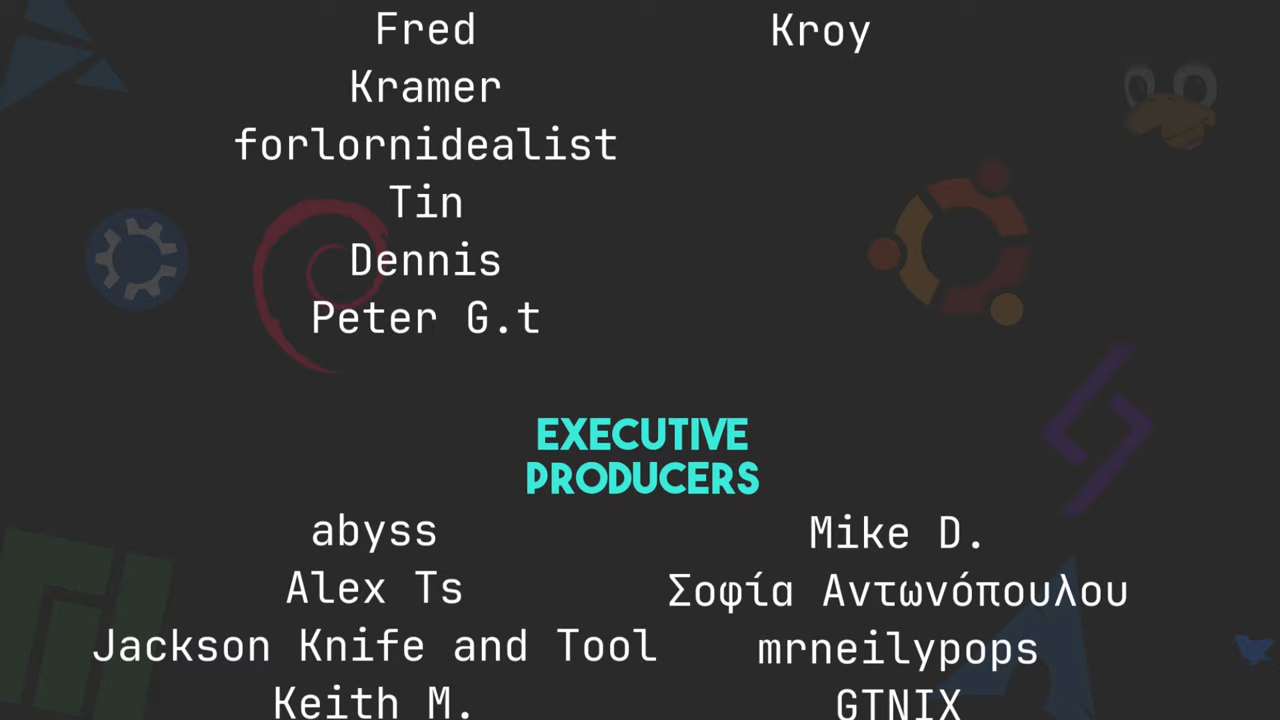 Fred
Kramer
forlornidealist
Tin
Dennis
Peter G.t
Kroy
EXECUTIVE
PRODUCERS
abyss
Alex Ts
Jackson Knife and Tool
Keith M.
Mike D.
Σοφία Αντωνόπουλου
mrneilypops
GTNIX